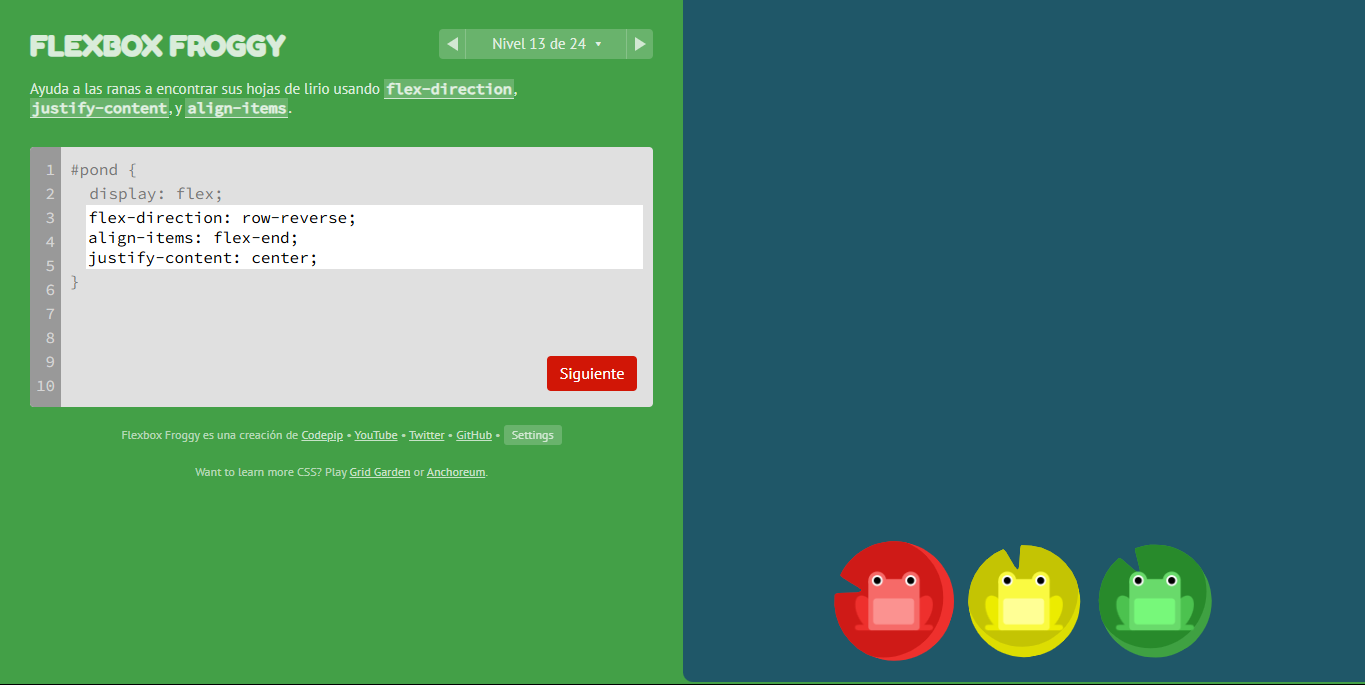 FLEXBOX FROGGY
Nivel 13 de 24
Ayuda a las ranas a encontrar sus hojas de lirio usando flex-direction,
justify-content, y align-items.
1 #pond {
2 display: flex;
3 flex-direction: row-reverse;
4 align-items: flex-end;
5 justify-content: center;
6 }
7
8
9
10
Siguiente
Flexbox Froggy es una creación de Codepip • YouTube • Twitter • GitHub • Settings
Want to learn more CSS? Play Grid Garden or Anchoreum.